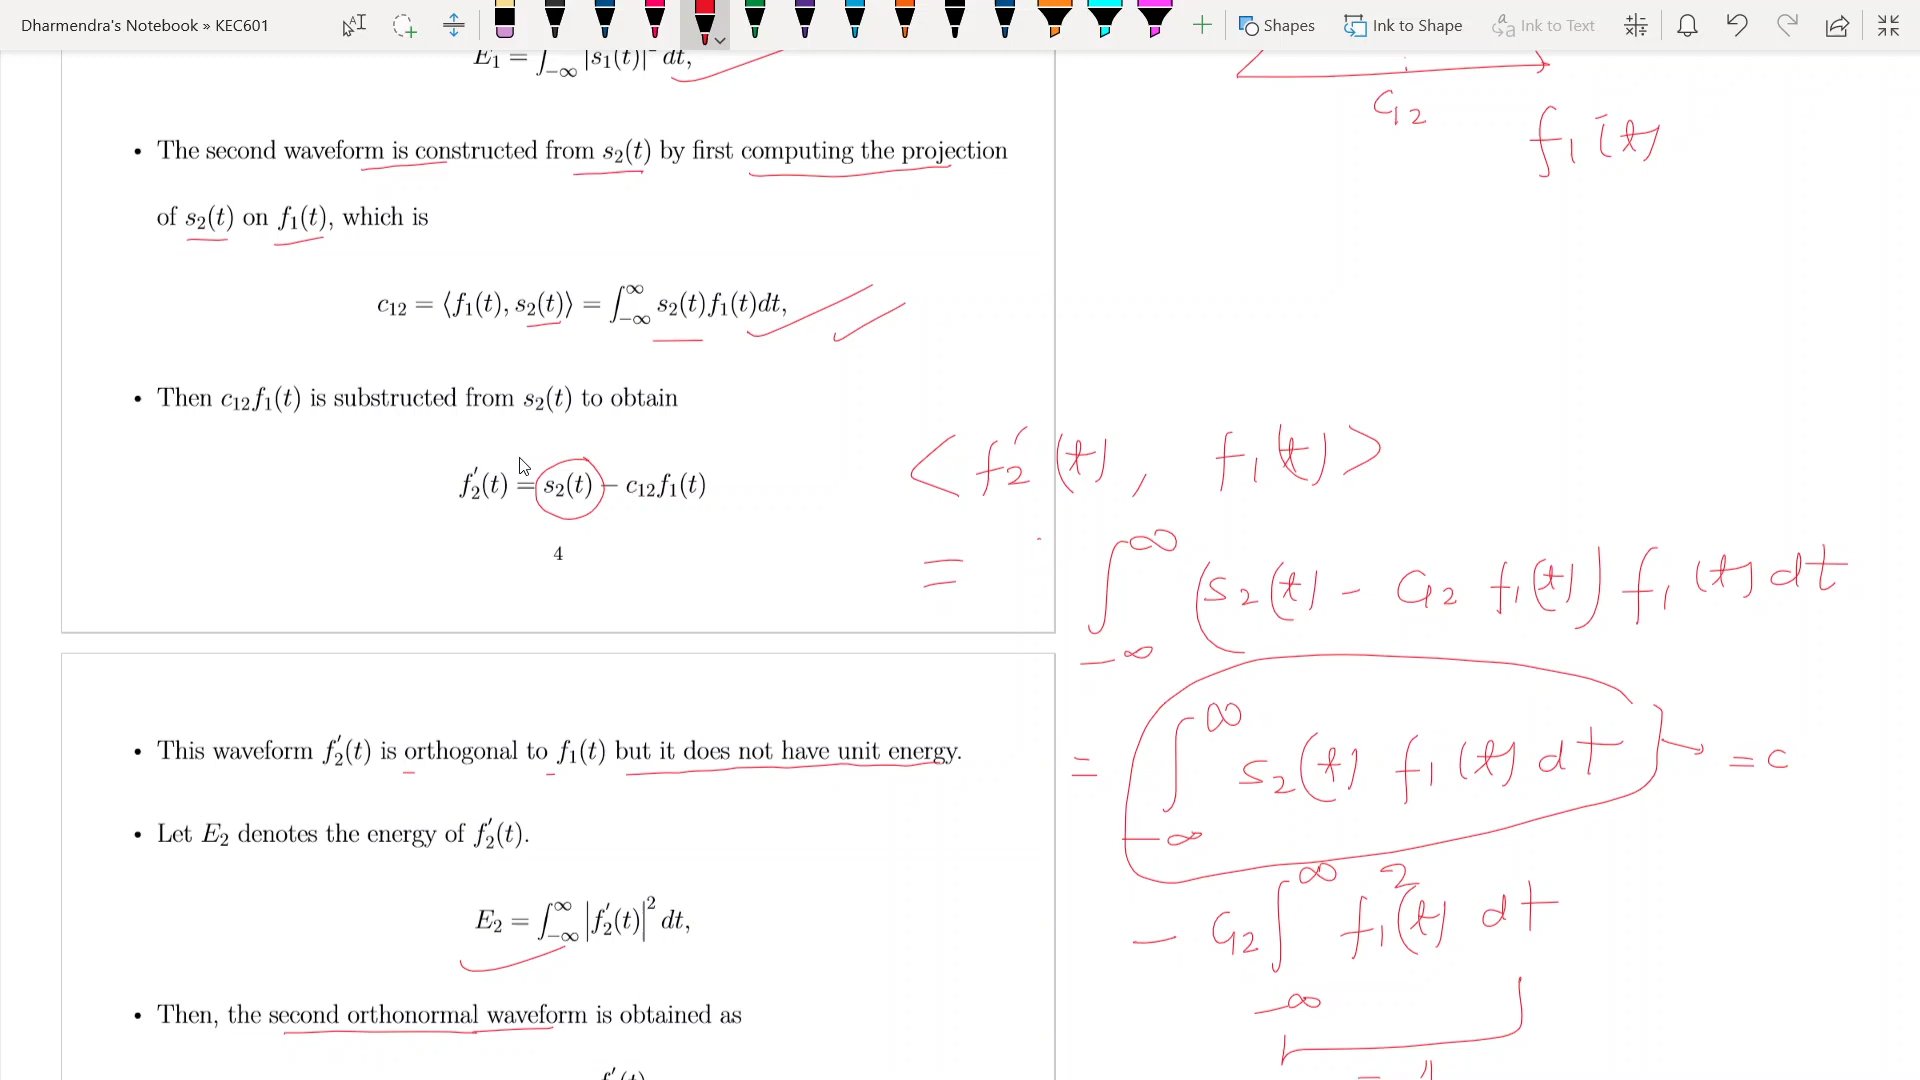 Dharmendra's Notebook » KEC601
Shapes
Ink to Shape
Ink to Text
E₁ = ∫_{-∞} |s₁(t)|² dt,
c₁₂
f₁(t)
• The second waveform is constructed from s₂(t) by first computing the projection
of s₂(t) on f₁(t), which is
c₁₂ = ⟨f₁(t), s₂(t)⟩ = ∫_{-∞}^{∞} s₂(t)f₁(t)dt,
• Then c₁₂f₁(t) is substructed from s₂(t) to obtain
f₂′(t) = s₂(t) − c₁₂f₁(t)
4
< f₂′(t), f₁(t) >
= ∫_{-∞}^{∞} (s₂(t) - c₁₂ f₁(t)) f₁(t) dt
= ∫_{-∞}^{∞} s₂(t) f₁(t) dt } → = c
- c₁₂ ∫_{-∞}^{∞} f₁²(t) dt
= 1
• This waveform f₂′(t) is orthogonal to f₁(t) but it does not have unit energy.
• Let E₂ denotes the energy of f₂′(t).
E₂ = ∫_{-∞}^{∞} |f₂′(t)|² dt,
• Then, the second orthonormal waveform is obtained as
f₂′(t)